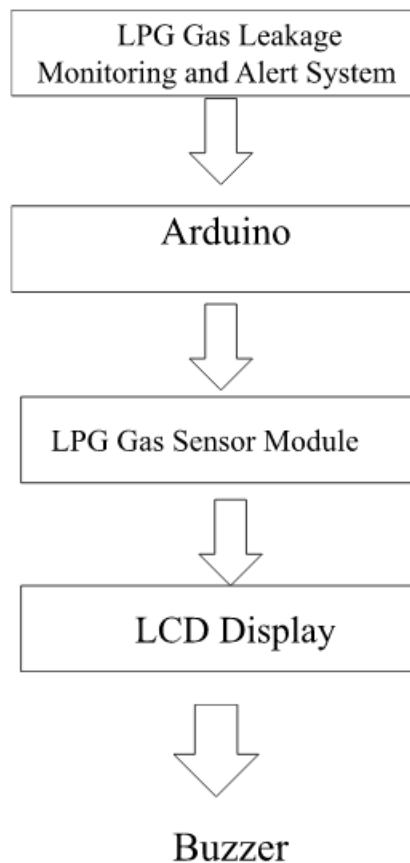 LPG Gas Leakage
Monitoring and Alert System
Arduino
LPG Gas Sensor Module
LCD Display
Buzzer